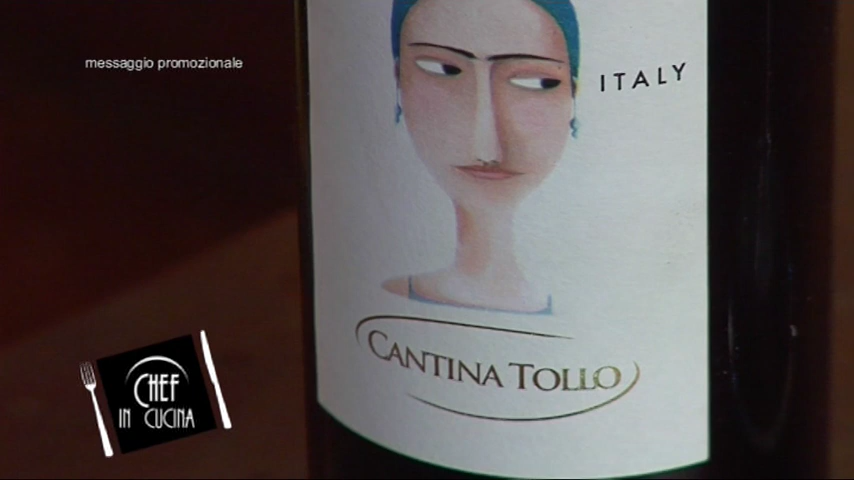 messaggio promozionale
ITALY
CANTINA TOLLO
CHEF
IN CUCINA